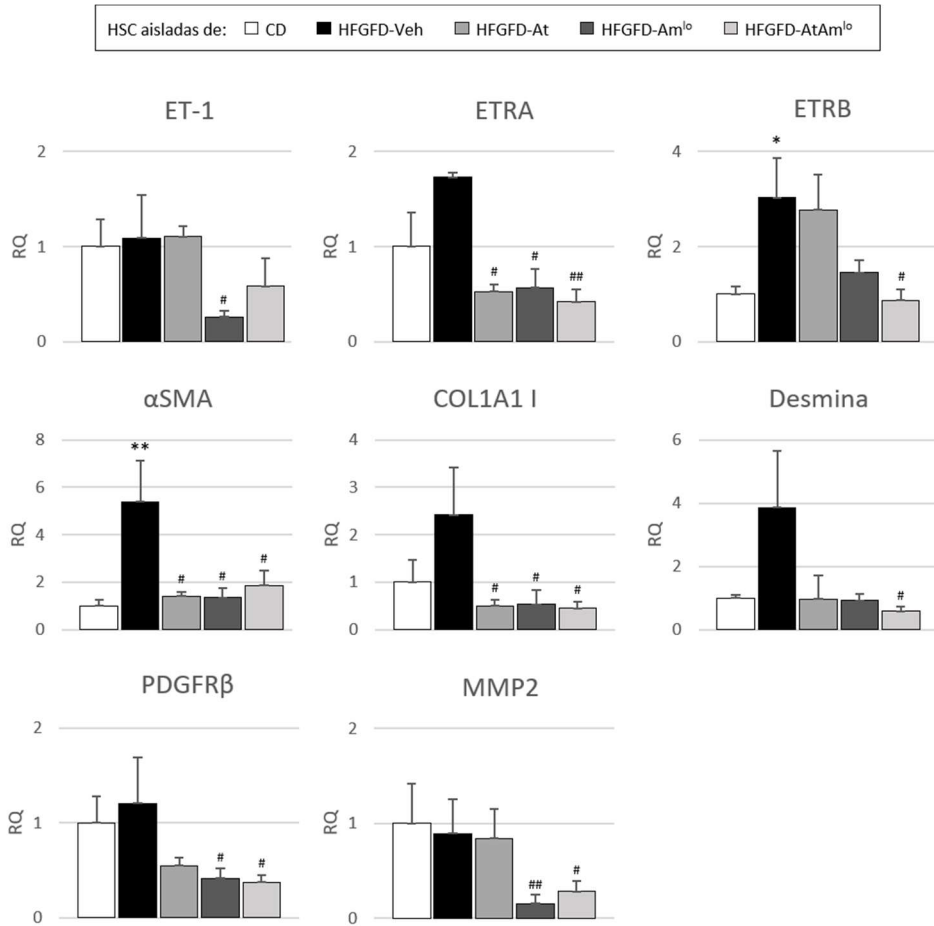 HSC aisladas de: CD HFGFD-Veh HFGFD-At HFGFD-Amˡᵒ HFGFD-AtAmˡᵒ
ET-1 ETRA ETRB
2 2 4 *
RQ 1 RQ 1 # # ## RQ 2 #
#
0 0 0
αSMA COL1A1 I Desmina
8 ** 4 6
6 3 4
RQ 4 RQ 2 RQ
2 # # # 1 # # # 2 #
0 0 0
PDGFRβ MMP2
2 2
RQ 1 # # RQ 1 ## #
0 0